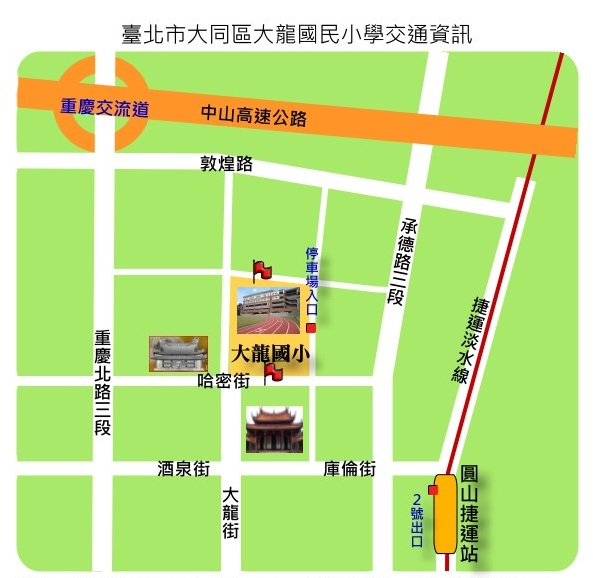 臺北市大同區大龍國民小學交通資訊
重慶交流道
中山高速公路
敦煌路
承德路三段
停車場入口
捷運淡水線
重慶北路三段
大龍國小
哈密街
酒泉街
庫倫街
大龍街
2號出口
圓山捷運站